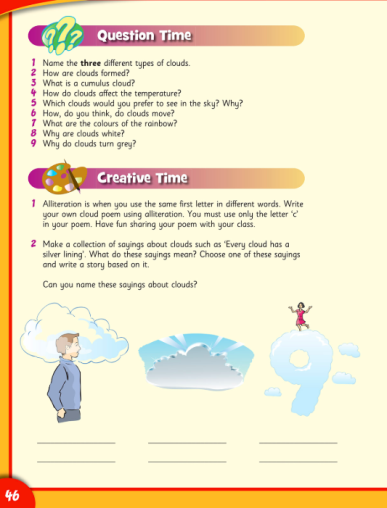 Question Time
1 Name the three different types of clouds.
2 How are clouds formed?
3 What is a cumulus cloud?
4 How do clouds affect the temperature?
5 Which clouds would you prefer to see in the sky? Why?
6 How, do you think, do clouds move?
7 What are the colours of the rainbow?
8 Why are clouds white?
9 Why do clouds turn grey?
Creative Time
1 Alliteration is when you use the same first letter in different words. Write
your own cloud poem using alliteration. You must use only the letter ‘c’
in your poem. Have fun sharing your poem with your class.
2 Make a collection of sayings about clouds such as ‘Every cloud has a
silver lining’. What do these sayings mean? Choose one of these sayings
and write a story based on it.
Can you name these sayings about clouds?
9
46